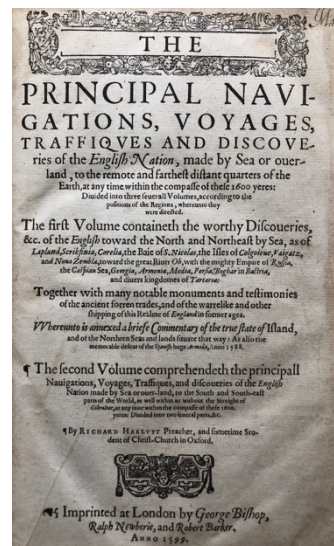 THE
PRINCIPAL NAVI-
GATIONS, VOYAGES,
TRAFFIQVES AND DISCOUE-
ries of the Engliſh Nation, made by Sea or ouer-
land, to the remote and fartheſt diſtant quarters of the
Earth, at any time within the compaſſe of theſe 1600 yeres:
Diuided into three ſeuerall Volumes, according to the
poſitions of the Regions, whereunto they
were directed.
The firſt Volume containeth the worthy Diſcoueries,
&c. of the Engliſh toward the North and Northeaſt by Sea, as of
Lapland, Scrikfinia, Corelia, the Baie of S. Nicolas, the Iſles of Colgoieue, Vaigatz,
and Noua Zembla, toward the great Riuer Ob, with the mighty Empire of Ruſſia,
the Caſpian Sea, Georgia, Armenia, Media, Perſia, Boghar in Bactria,
and diuers kingdomes of Tartaria:
Together with many notable monuments and teſtimonies
of the ancient forren trades, and of the warrelike and other
ſhipping of this Realme of England in former ages.
VVhereunto is annexed a briefe Commentary of the true ſtate of Iſland,
and of the Northren Seas and lands ſituate that way: As alſo the
memorable defeat of the Spaniſh huge Armada, Anno 1588.
¶ The ſecond Volume comprehendeth the principall
Nauigations, Voyages, Traffiques, and diſcoueries of the Engliſh
Nation made by Sea or ouer-land, to the South and South-eaſt
parts of the World, as well within as without the Streight of
Gibralter, at any time within the compaſſe of theſe 1600.
yeres: Diuided into two ſeueral parts, &c.
¶ By RICHARD HAKLVYT Preacher, and ſometime Stu-
dent of Chriſt-Church in Oxford.
Imprinted at London by George Biſhop,
Ralph Newberie, and Robert Barker.
ANNO 1599.